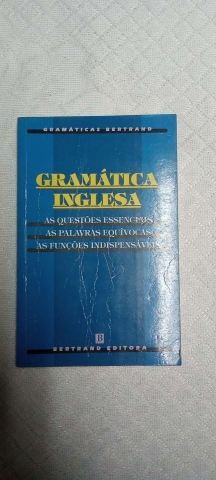 GRAMÁTICAS BERTRAND
GRAMÁTICA
INGLESA
AS QUESTÕES ESSENCIAIS
AS PALAVRAS EQUÍVOCAS
AS FUNÇÕES INDISPENSÁVEIS
B
BERTRAND EDITORA